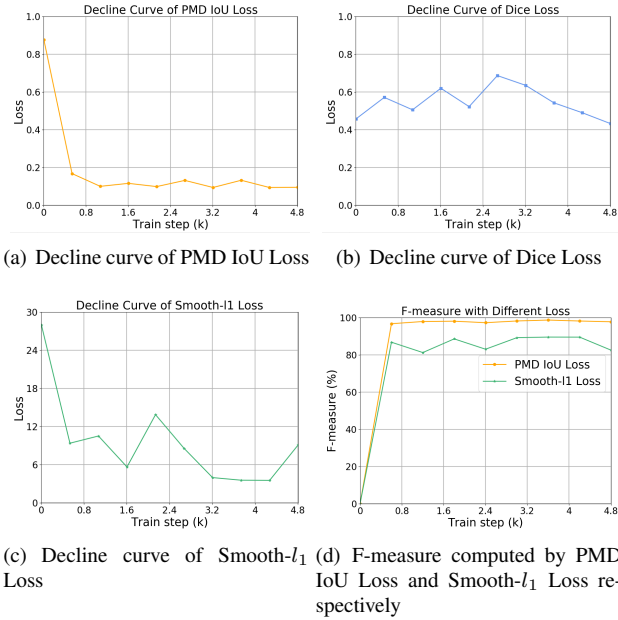 Decline Curve of PMD IoU Loss
1.0
0.8
0.6
0.4
0.2
0.0
Loss
0 0.8 1.6 2.4 3.2 4.0 4.8
Train step (k)
(a) Decline curve of PMD IoU Loss
Decline Curve of Dice Loss
1.0
0.8
0.6
0.4
0.2
0.0
Loss
0 0.8 1.6 2.4 3.2 4.0 4.8
Train step (k)
(b) Decline curve of Dice Loss
Decline Curve of Smooth-l1 Loss
30
24
18
12
6
0
Loss
0 0.8 1.6 2.4 3.2 4.0 4.8
Train step (k)
(c) Decline curve of Smooth-l1
Loss
F-measure with Different Loss
100
80
60
40
20
0
F-measure (%)
PMD IoU Loss
Smooth-l1 Loss
0 0.8 1.6 2.4 3.2 4.0 4.8
Train step (k)
(d) F-measure computed by PMD
IoU Loss and Smooth-l1 Loss re-
spectively